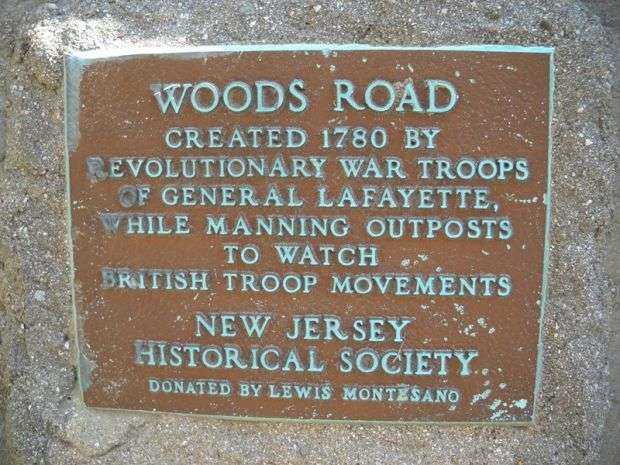 WOODS ROAD
CREATED 1780 BY
REVOLUTIONARY WAR TROOPS
OF GENERAL LAFAYETTE,
WHILE MANNING OUTPOSTS
TO WATCH
BRITISH TROOP MOVEMENTS
NEW JERSEY
HISTORICAL SOCIETY
DONATED BY LEWIS MONTESANO